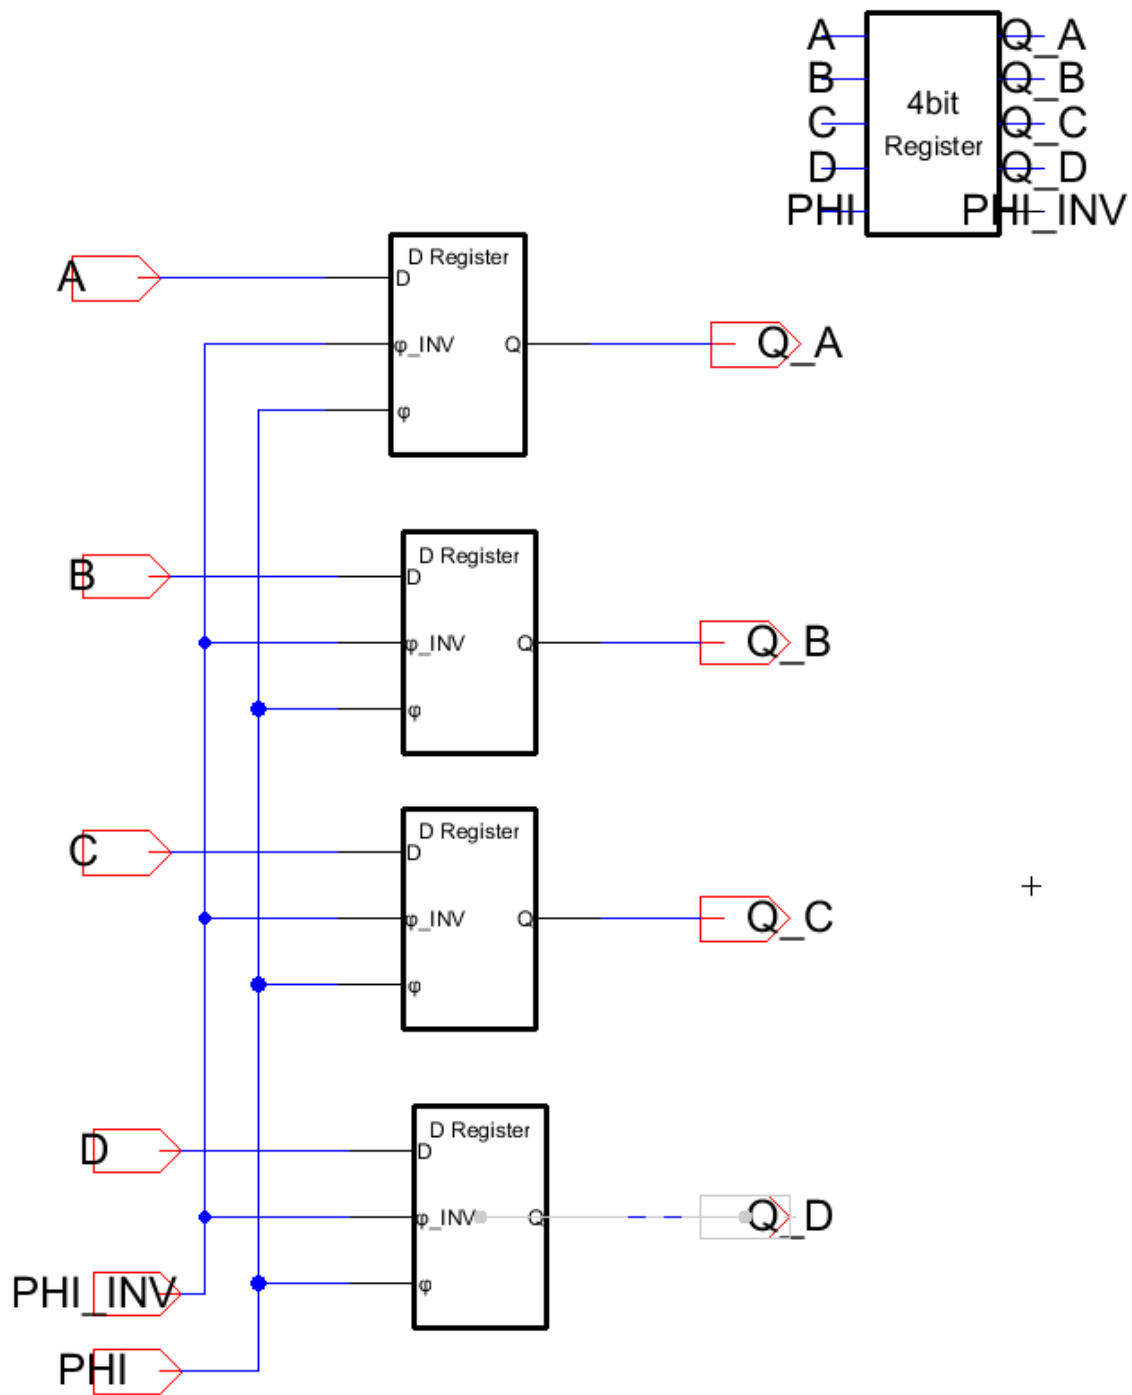 A Q_A
B Q_B
4bit
C Q_C
Register
D Q_D
PHI PHI_INV
D Register
A D
φ_INV Q Q_A
φ
D Register
B D
φ_INV Q Q_B
φ
D Register
C D
φ_INV Q Q_C
φ
D Register
D D
φ_INV Q Q_D
PHI_INV φ
PHI